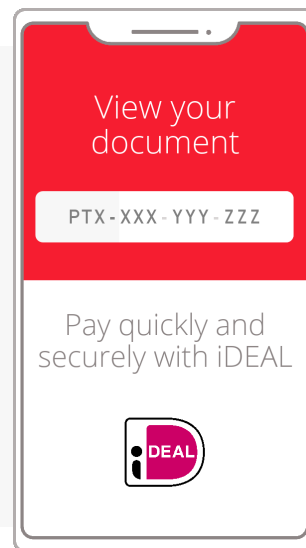 View your
document
PTX-XXX-YYY-ZZZ
Pay quickly and
securely with iDEAL
iDEAL